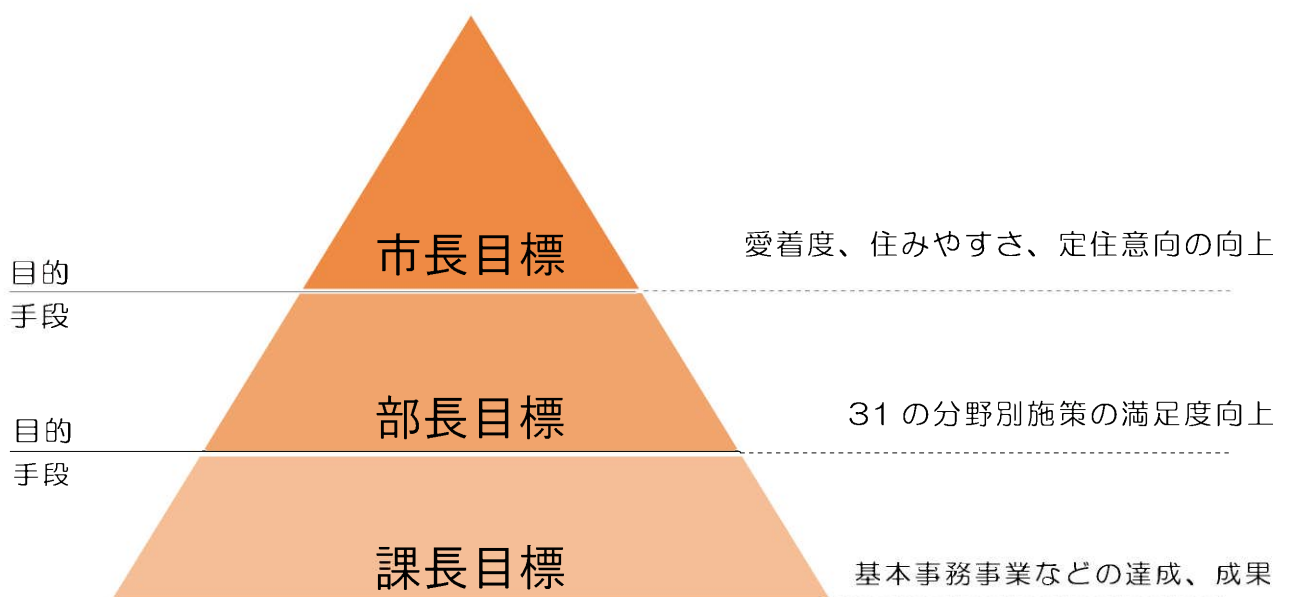 市長目標
愛着度、住みやすさ、定住意向の向上
目的
手段
部長目標
31の分野別施策の満足度向上
目的
手段
課長目標
基本事務事業などの達成、成果